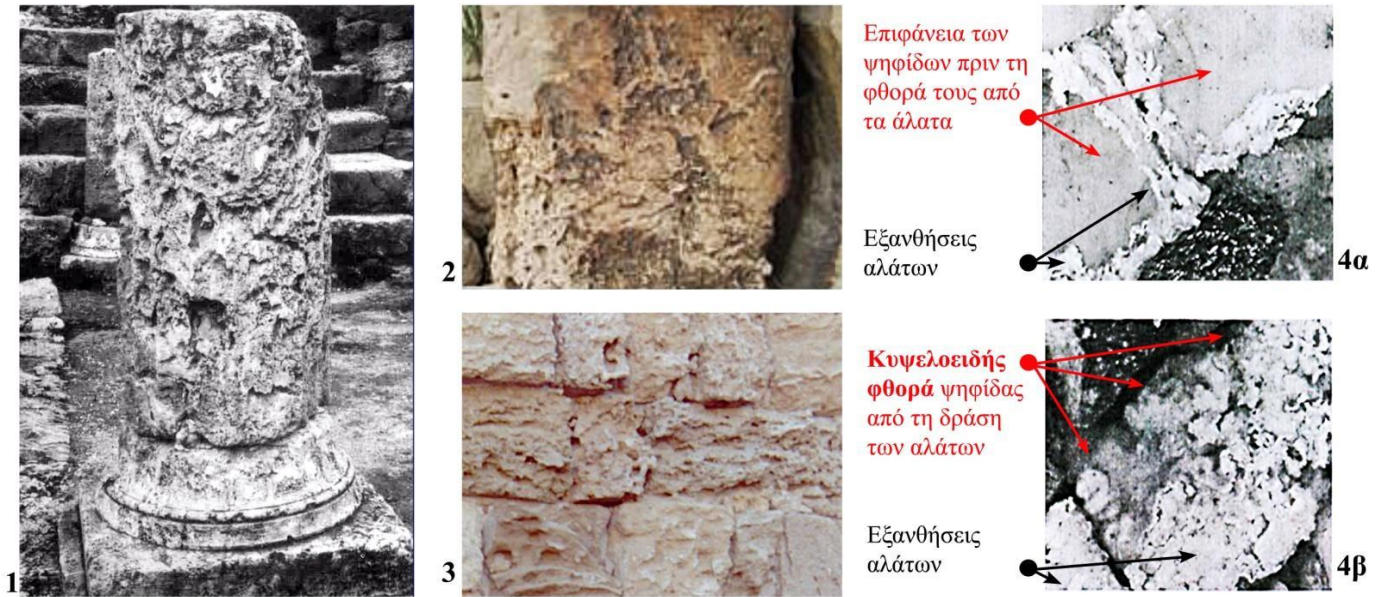 1
2
3
Επιφάνεια των
ψηφίδων πριν τη
φθορά τους από
τα άλατα
Εξανθήσεις
αλάτων
4α
Κυψελοειδής
φθορά ψηφίδας
από τη δράση
των αλάτων
Εξανθήσεις
αλάτων
4β